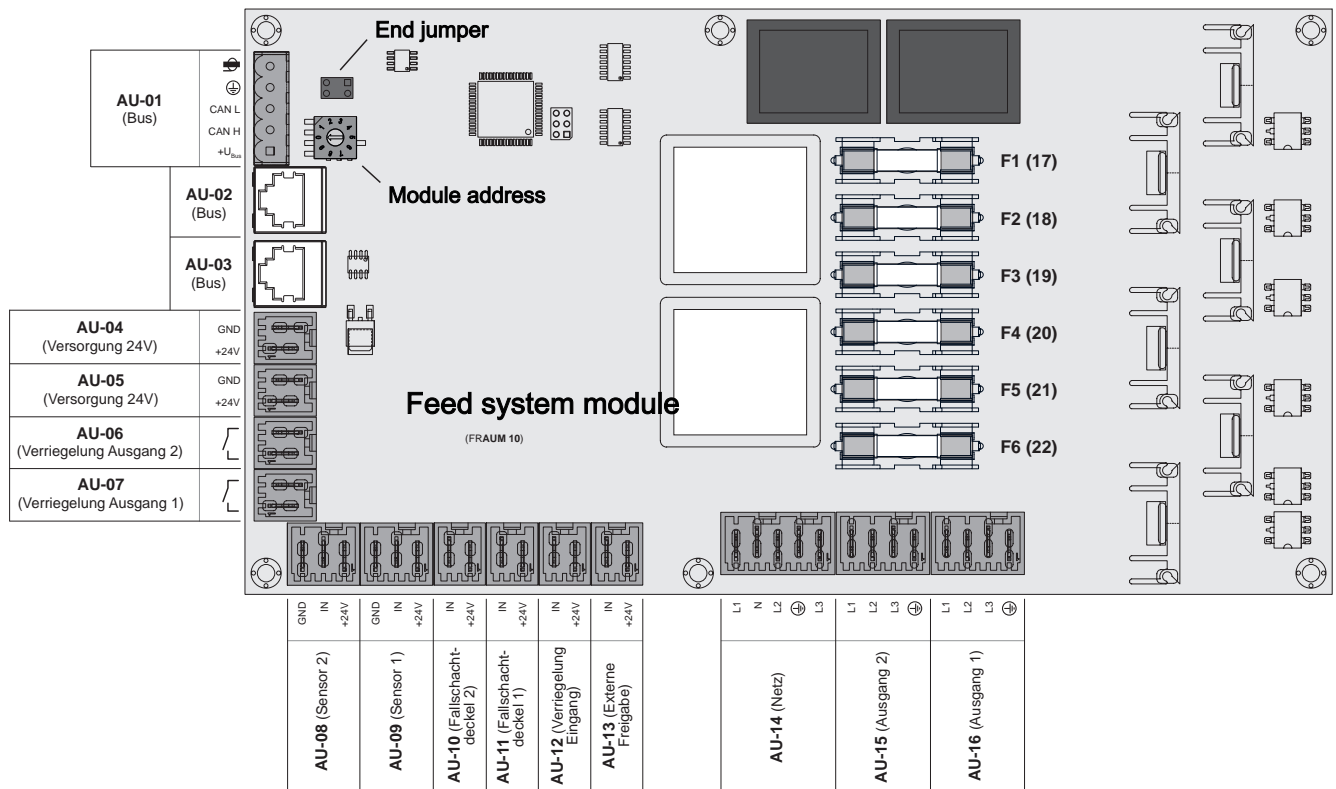 End jumper
AU-01
(Bus)
CAN L
CAN H
+U_Bus
Module address
AU-02
(Bus)
AU-03
(Bus)
F1 (17)
F2 (18)
F3 (19)
F4 (20)
F5 (21)
F6 (22)
AU-04
(Versorgung 24V)
GND
+24V
AU-05
(Versorgung 24V)
GND
+24V
AU-06
(Verriegelung Ausgang 2)
AU-07
(Verriegelung Ausgang 1)
Feed system module
(FRAUM 10)
GND
IN
+24V
GND
IN
+24V
IN
+24V
IN
+24V
IN
+24V
IN
+24V
L1
N
L2
L3
L1
L2
L3
L1
L2
L3
AU-08 (Sensor 2)
AU-09 (Sensor 1)
AU-10 (Fallschacht-
deckel 2)
AU-11 (Fallschacht-
deckel 1)
AU-12 (Verriegelung
Eingang)
AU-13 (Externe
Freigabe)
AU-14 (Netz)
AU-15 (Ausgang 2)
AU-16 (Ausgang 1)